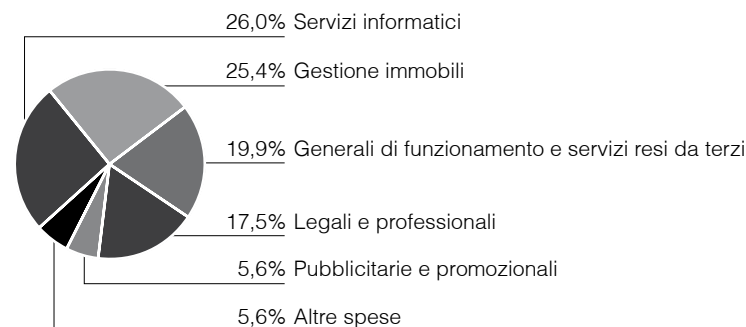 26,0% Servizi informatici
25,4% Gestione immobili
19,9% Generali di funzionamento e servizi resi da terzi
17,5% Legali e professionali
5,6% Pubblicitarie e promozionali
5,6% Altre spese